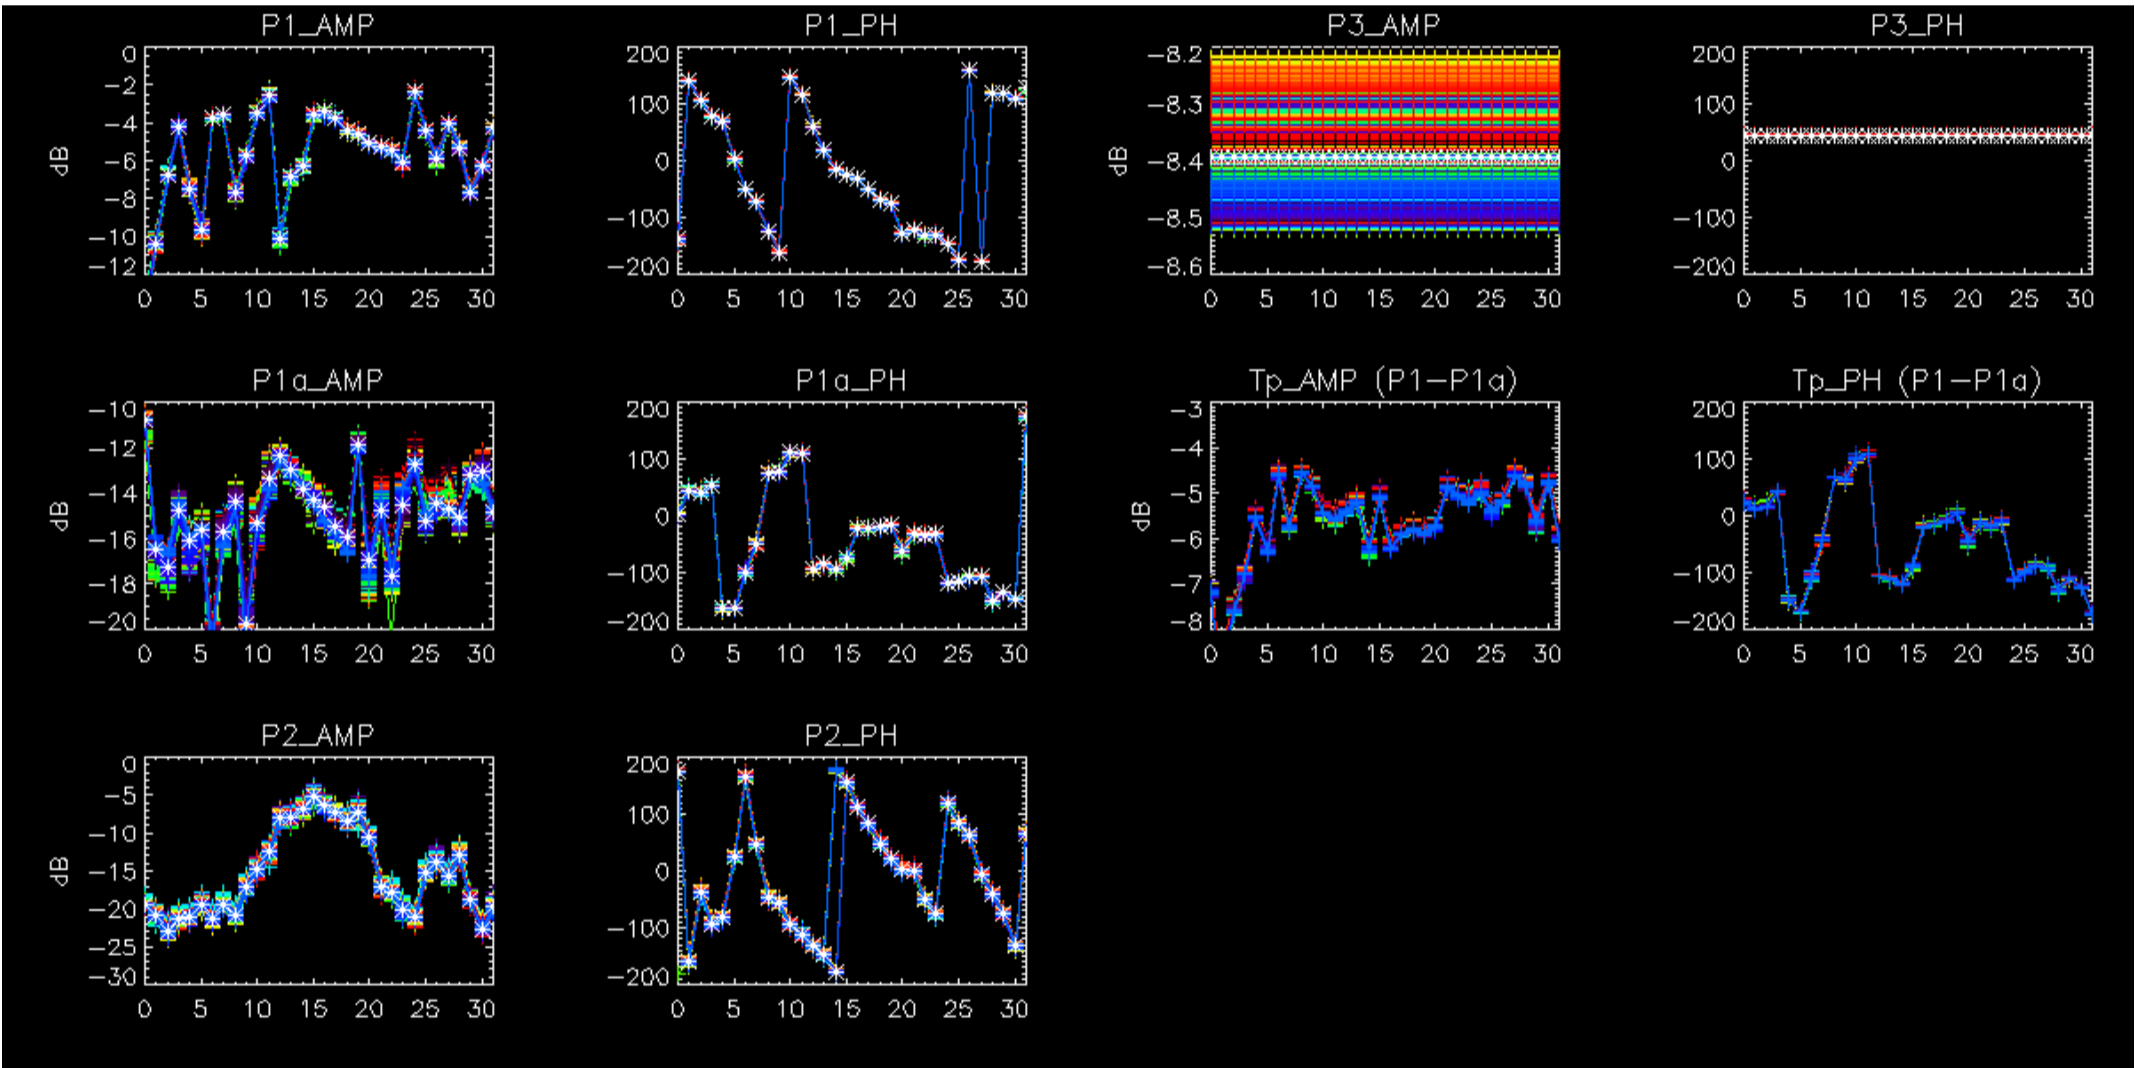 P1_AMP P1_PH P3_AMP P3_PH
0 200 -8.2 200
-2 100 -8.3 100
-4 0 -8.4 0
-6 -100 -8.5 -100
-8 -200 -8.6 -200
-10
-12
dB dB
0 5 10 15 20 25 30 0 5 10 15 20 25 30 0 5 10 15 20 25 30 0 5 10 15 20 25 30
P1a_AMP P1a_PH Tp_AMP (P1-P1a) Tp_PH (P1-P1a)
-10 200 -3 200
-12 100 -4 100
-14 0 -5 0
-16 -100 -6 -100
-18 -200 -7 -200
-20 -8
dB dB
0 5 10 15 20 25 30 0 5 10 15 20 25 30 0 5 10 15 20 25 30 0 5 10 15 20 25 30
P2_AMP P2_PH
0 200
-5 100
-10 0
-15 -100
-20 -200
-25
-30
dB
0 5 10 15 20 25 30 0 5 10 15 20 25 30